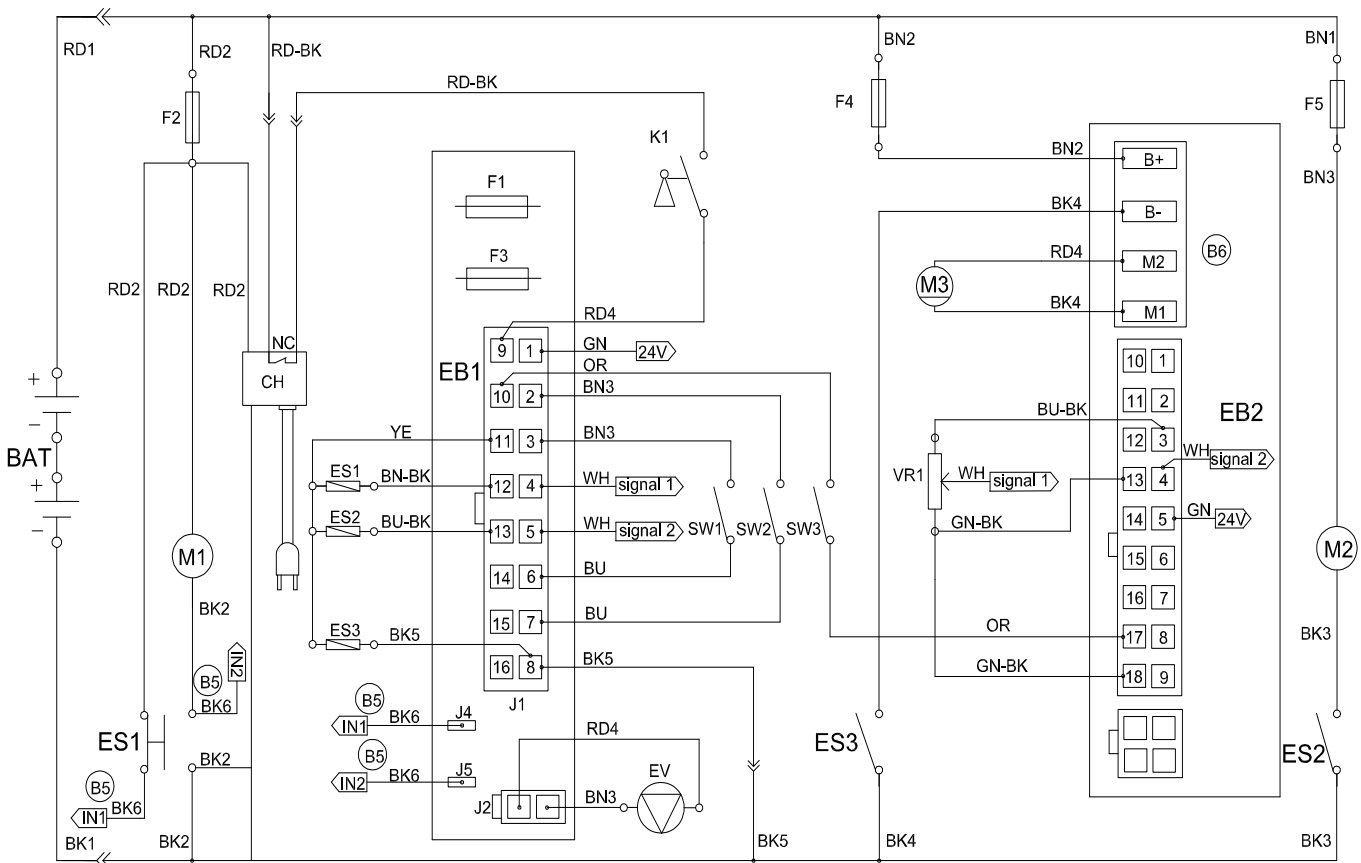 RD1
RD2
RD-BK
BN2
BN1
RD-BK
F2
F4
F5
K1
F1
BN2
B+
BN3
BK4
B-
F3
RD4
M2
B6
M3
RD2
RD2
RD2
BK4
M1
RD4
NC
9
1
GN
24V
CH
EB1
OR
10
1
10
2
BN3
11
2
BU-BK
EB2
YE
11
3
BN3
12
3
WH
signal 2
+
-
BAT
+
-
ES1
BN-BK
12
4
WH
signal 1
VR1
WH
signal 1
13
4
ES2
BU-BK
13
5
WH
signal 2
SW1
SW2
SW3
GN-BK
14
5
GN
24V
M1
14
6
BU
15
6
M2
BK2
15
7
BU
16
7
ES3
BK5
OR
17
8
BK3
16
8
BK5
GN-BK
18
9
IN2
B5
BK6
J1
B5
IN1
BK6
J4
ES1
BK2
RD4
ES3
ES2
B5
IN2
BK6
J5
EV
B5
IN1
BK6
J2
BN3
BK1
BK2
BK5
BK4
BK3